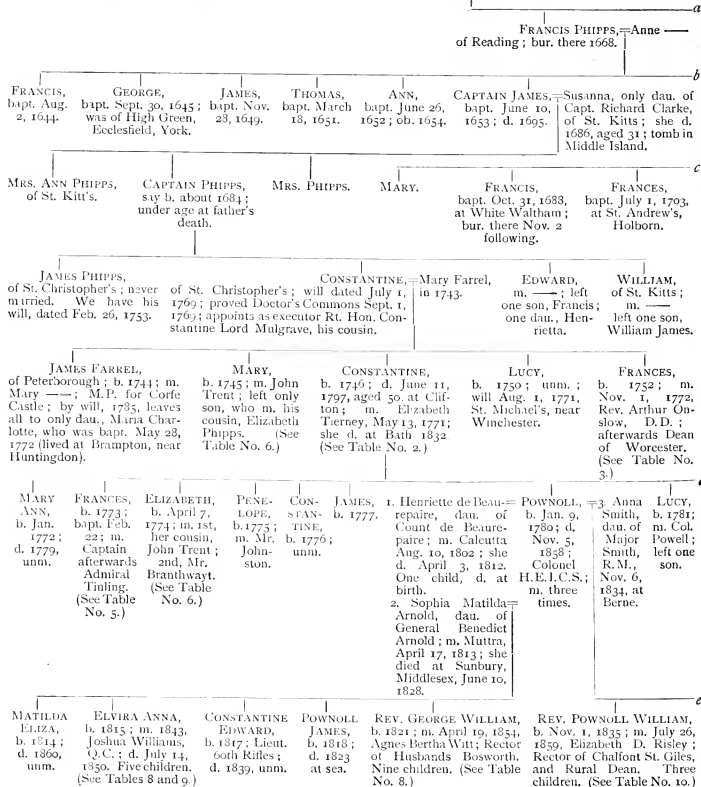 a
FRANCIS PHIPPS,=Anne —
of Reading; bur. there 1668.
b
FRANCIS,
bapt. Aug.
2, 1644.
GEORGE,
bapt. Sept. 30, 1645;
was of High Green,
Ecclesfield, York.
JAMES,
bapt. Nov.
28, 1649.
THOMAS,
bapt. March
18, 1651.
ANN,
bapt. June 26,
1652; ob. 1654.
CAPTAIN JAMES,=
bapt. June 10,
1653; d. 1695.
Susanna, only dau. of
Capt. Richard Clarke,
of St. Kitts; she d.
1686, aged 31; tomb in
Middle Island.
c
MRS. ANN PHIPPS,
of St. Kitt's.
CAPTAIN PHIPPS,
say b. about 1684;
under age at father's
death.
MRS. PHIPPS.
MARY.
FRANCIS,
bapt. Oct. 31, 1688,
at White Waltham;
bur. there Nov. 2
following.
FRANCES,
bapt. July 1, 1703,
at St. Andrew's,
Holborn.
JAMES PHIPPS,
of St. Christopher's; never
married. We have his
will, dated Feb. 26, 1753.
CONSTANTINE,=
of St. Christopher's; will dated July 1,
1769; proved Doctor's Commons Sept. 1,
1769; appoints as executor Rt. Hon. Con-
stantine Lord Mulgrave, his cousin.
Mary Farrel,
in 1743.
EDWARD,
m. —; left
one son, Francis;
one dau., Hen-
rietta.
WILLIAM,
of St. Kitts;
m. —
left one son,
William James.
JAMES FARREL,
of Peterborough; b. 1744; m.
Mary —; M.P. for Corfe
Castle; by will, 1785, leaves
all to only dau., Maria Char-
lotte, who was bapt. May 28,
1772 (lived at Brampton, near
Huntingdon).
MARY,
b. 1745; m. John
Trent; left only
son, who m. his
cousin, Elizabeth
Phipps. (See
Table No. 6.)
CONSTANTINE,
b. 1746; d. June 11,
1797, aged 50, at Clif-
ton; m. Elizabeth
Tierney, May 13, 1771;
she d. at Bath 1832.
(See Table No. 2.)
LUCY,
b. 1750; unm.;
will Aug. 1, 1771,
St. Michael's, near
Winchester.
FRANCES,
b. 1752; m.
Nov. 1, 1772,
Rev. Arthur On-
slow, D.D.;
afterwards Dean
of Worcester.
(See Table No.
3.)
MARY
ANN,
b. Jan.
1772;
d. 1779,
unm.
FRANCES,
b. 1773;
bapt. Feb.
22; m.
Captain
afterwards
Admiral
Tinling.
(See Table
No. 5.)
ELIZABETH,
b. April 7,
1774; m. 1st,
her cousin,
John Trent;
2nd, Mr.
Branthwayt.
(See Table
No. 6.)
PENE-
LOPE,
b. 1775;
m. Mr.
John-
ston.
CON-
STAN-
TINE,
b. 1776;
unm.
JAMES,
b. 1777.
1. Henriette de Beau-=
repaire, dau. of
Count de Beaure-
paire; m. Calcutta
Aug. 10, 1802; she
d. April 3, 1812.
One child, d. at
birth.
2. Sophia Matilda=
Arnold, dau. of
General Benedict
Arnold; m. Muttra,
April 17, 1813; she
died at Sunbury,
Middlesex, June 10,
1828.
POWNOLL,
b. Jan. 9,
1780; d.
Nov. 5,
1858;
Colonel
H.E.I.C.S.;
m. three
times.
=3. Anna
Smith,
dau. of
Major
Smith,
R.M.,
Nov. 6,
1834, at
Berne.
LUCY,
b. 1781;
m. Col.
Powell;
left one
son.
e
MATILDA
ELIZA,
b. 1814;
d. 1860,
unm.
ELVIRA ANNA,
b. 1815; m. 1843,
Joshua Williams,
Q.C.; d. July 14,
1850. Five children.
(See Tables 8 and 9.)
CONSTANTINE
EDWARD,
b. 1817; Lieut.
60th Rifles;
d. 1839, unm.
POWNOLL
JAMES,
b. 1818;
d. 1823
at sea.
REV. GEORGE WILLIAM,
b. 1821; m. April 19, 1854,
Agnes Bertha Witt; Rector
of Husbands Bosworth.
Nine children. (See Table
No. 8.)
REV. POWNOLL WILLIAM,
b. Nov. 1, 1835; m. July 26,
1859, Elizabeth D. Risley;
Rector of Chalfont St. Giles,
and Rural Dean. Three
children. (See Table No. 10.)